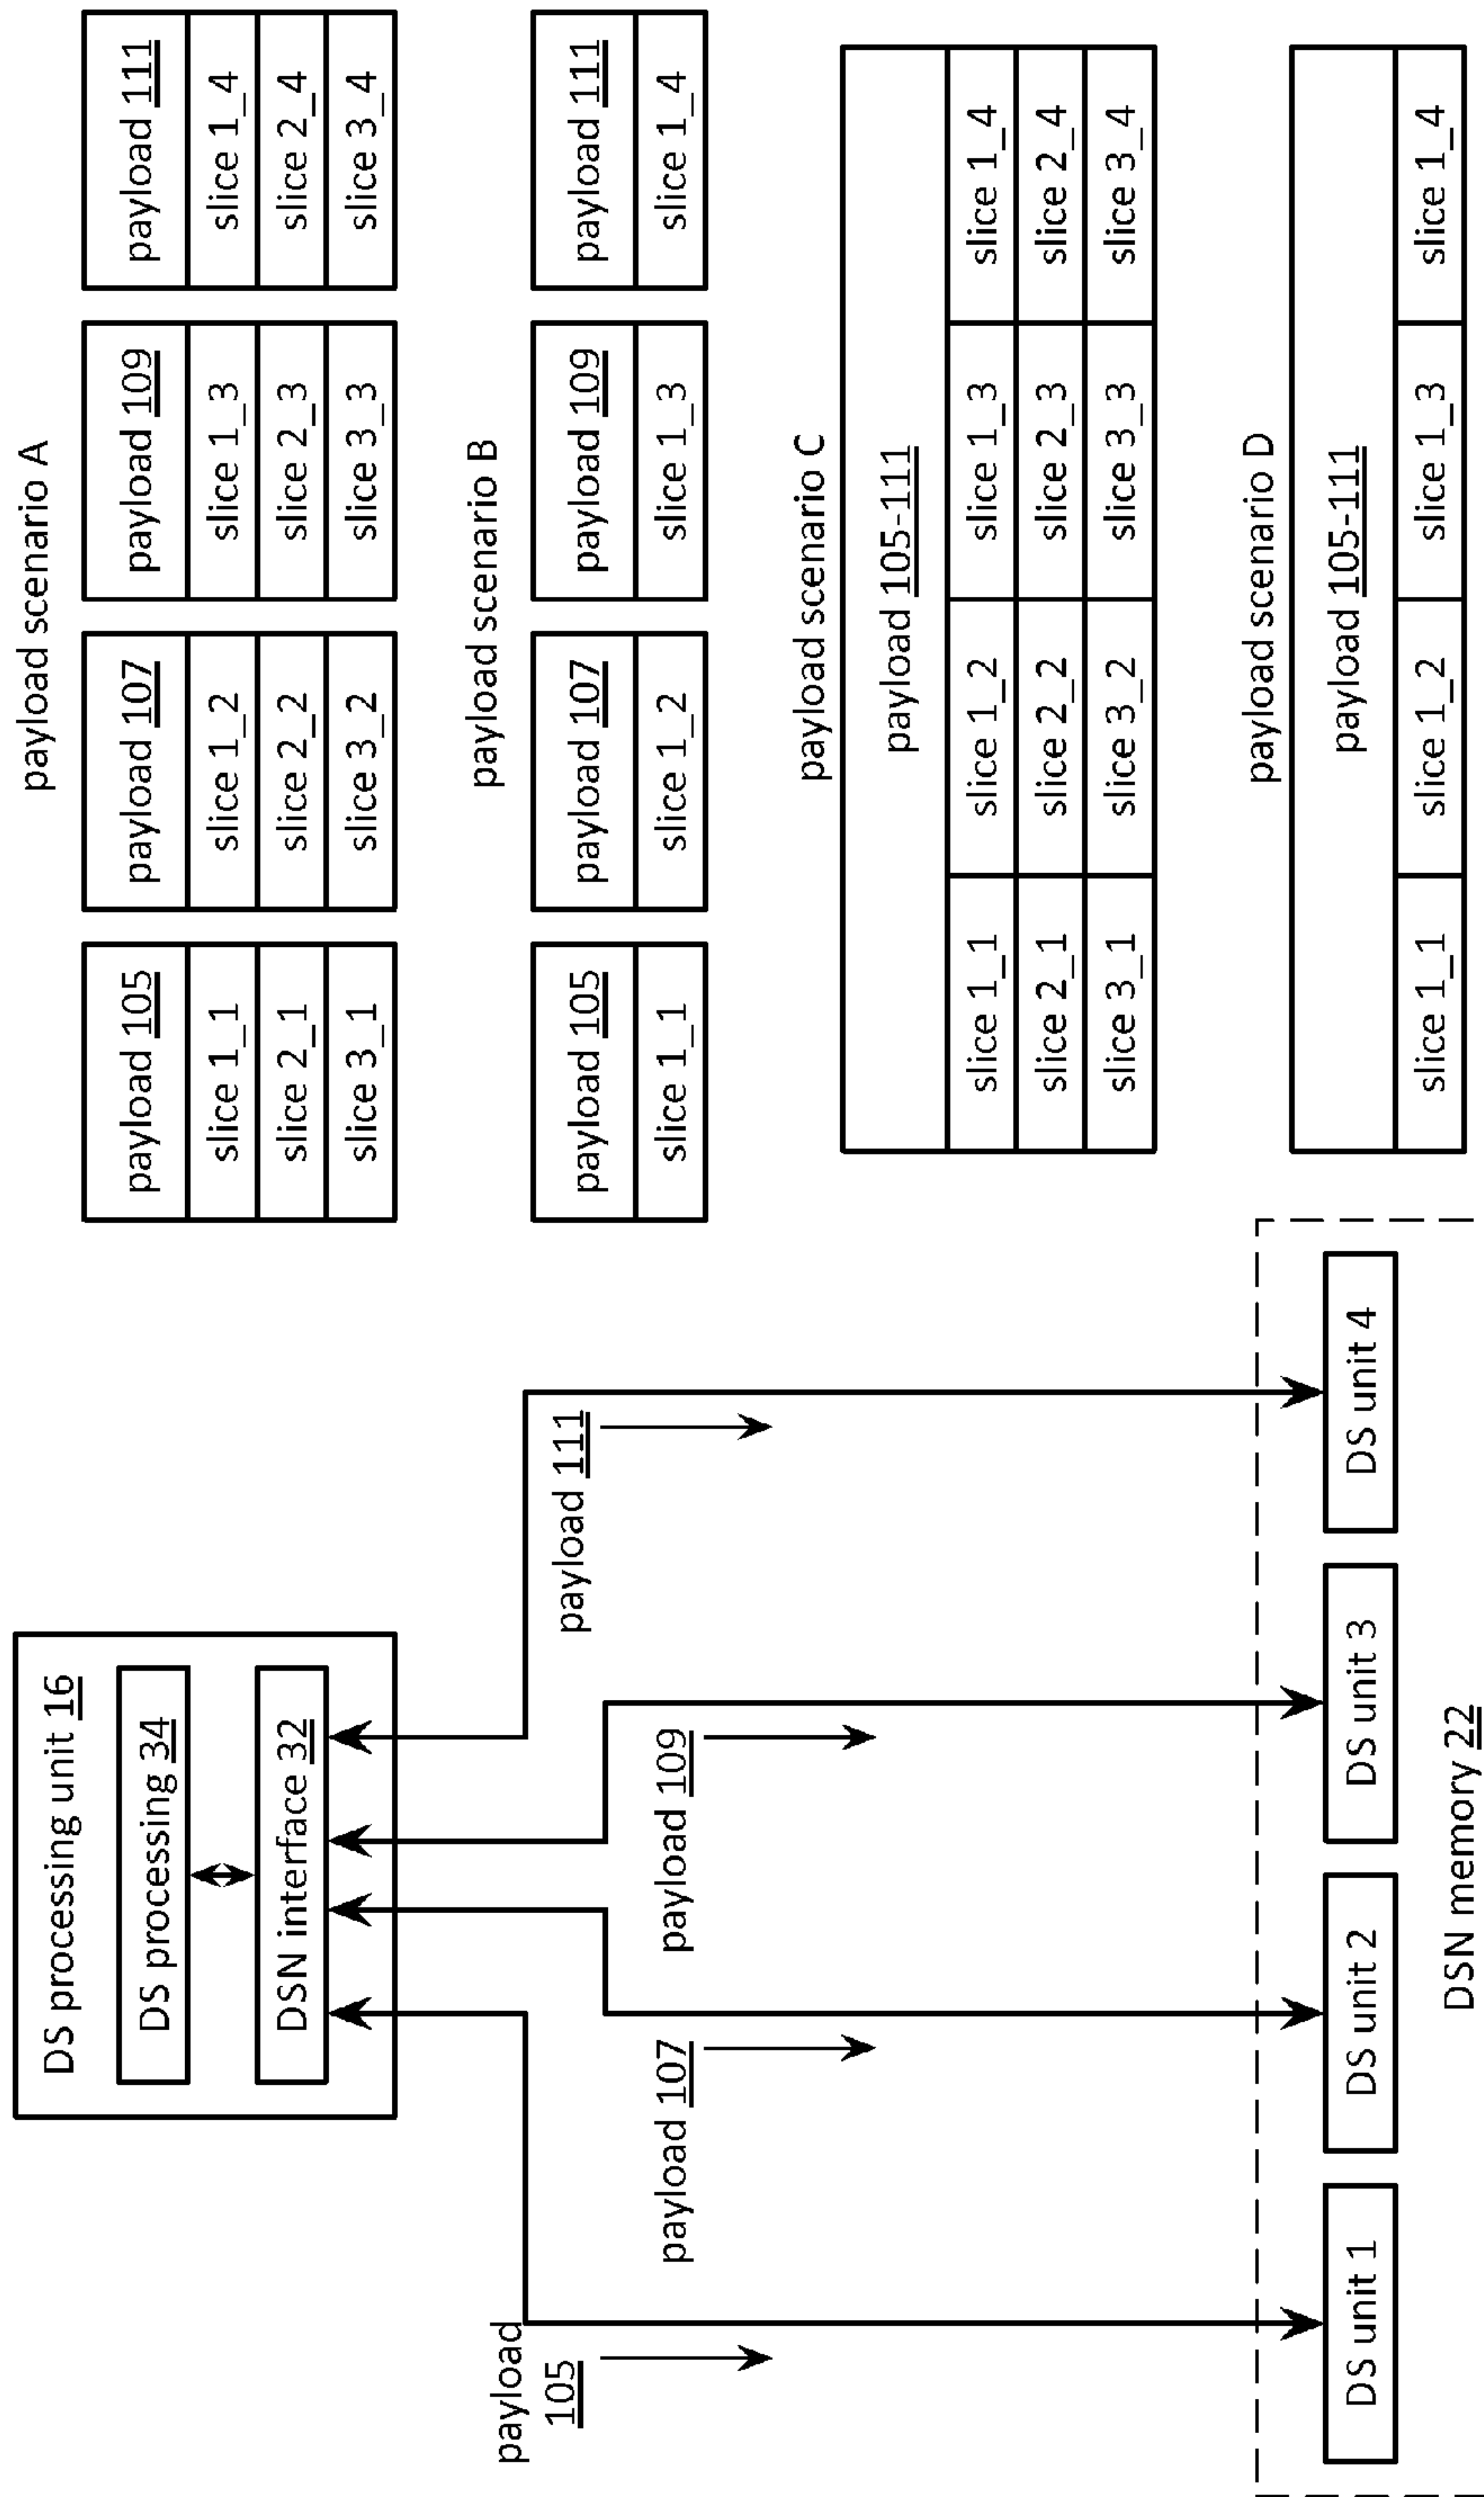 DS processing unit 16
DS processing 34
DSN interface 32
payload
105
payload 107
payload 109
payload 111
DS unit 1
DS unit 2
DS unit 3
DS unit 4
DSN memory 22
payload scenario A
payload 105
payload 107
payload 109
payload 111
slice 1_1
slice 1_2
slice 1_3
slice 1_4
slice 2_1
slice 2_2
slice 2_3
slice 2_4
slice 3_1
slice 3_2
slice 3_3
slice 3_4
payload scenario B
payload 105
payload 107
payload 109
payload 111
slice 1_1
slice 1_2
slice 1_3
slice 1_4
payload scenario C
payload 105-111
slice 1_1
slice 1_2
slice 1_3
slice 1_4
slice 2_1
slice 2_2
slice 2_3
slice 2_4
slice 3_1
slice 3_2
slice 3_3
slice 3_4
payload scenario D
payload 105-111
slice 1_1
slice 1_2
slice 1_3
slice 1_4